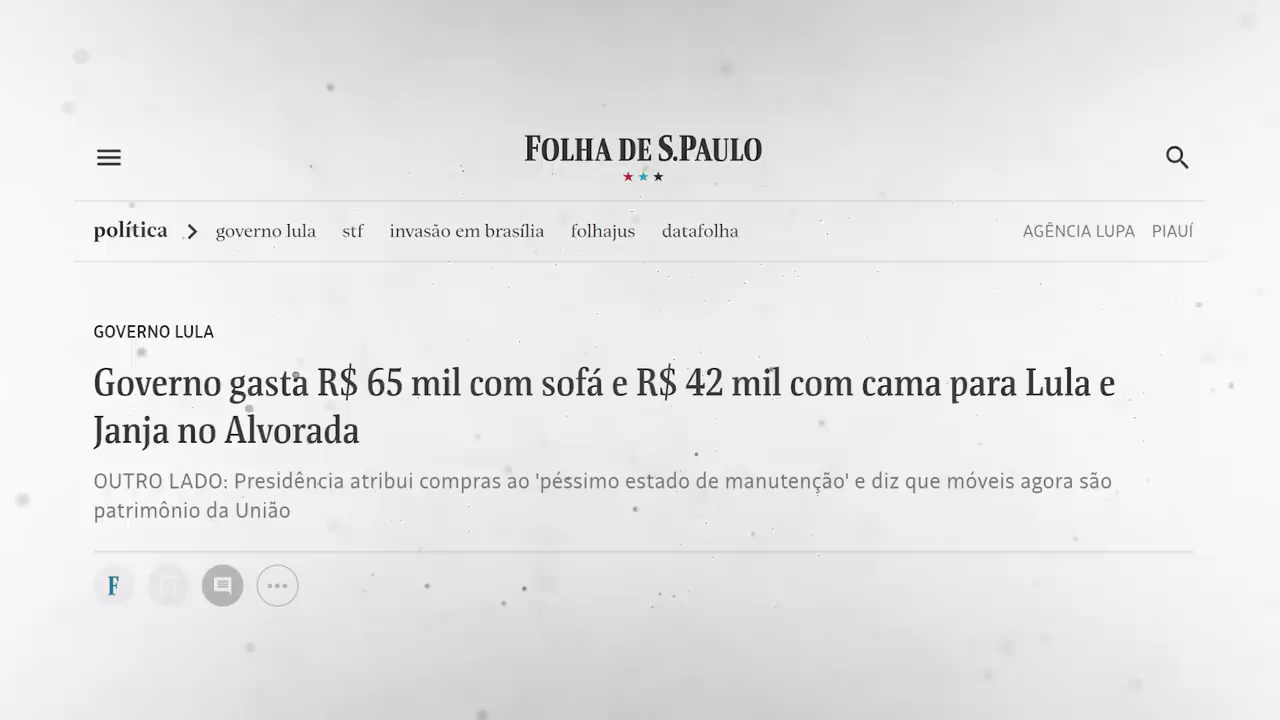 FOLHA DE S.PAULO
política governo lula stf invasão em brasília folhajus datafolha AGÊNCIA LUPA PIAUÍ
GOVERNO LULA
Governo gasta R$ 65 mil com sofá e R$ 42 mil com cama para Lula e
Janja no Alvorada
OUTRO LADO: Presidência atribui compras ao 'péssimo estado de manutenção' e diz que móveis agora são
patrimônio da União
F